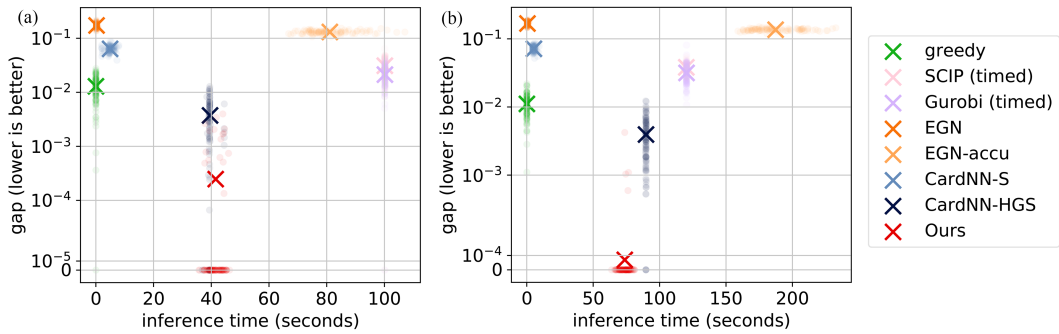 (a)
gap (lower is better)
10⁻¹
10⁻²
10⁻³
10⁻⁴
10⁻⁵
0
0 20 40 60 80 100
inference time (seconds)
(b)
gap (lower is better)
10⁻¹
10⁻²
10⁻³
10⁻⁴
0
0 50 100 150 200
inference time (seconds)
greedy
SCIP (timed)
Gurobi (timed)
EGN
EGN-accu
CardNN-S
CardNN-HGS
Ours